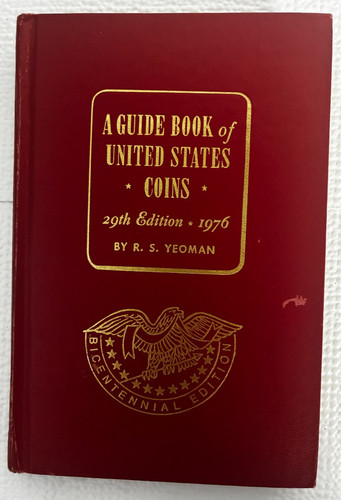 A GUIDE BOOK of
UNITED STATES
★ COINS ★
29th Edition ★ 1976
BY R. S. YEOMAN
BICENTENNIAL EDITION